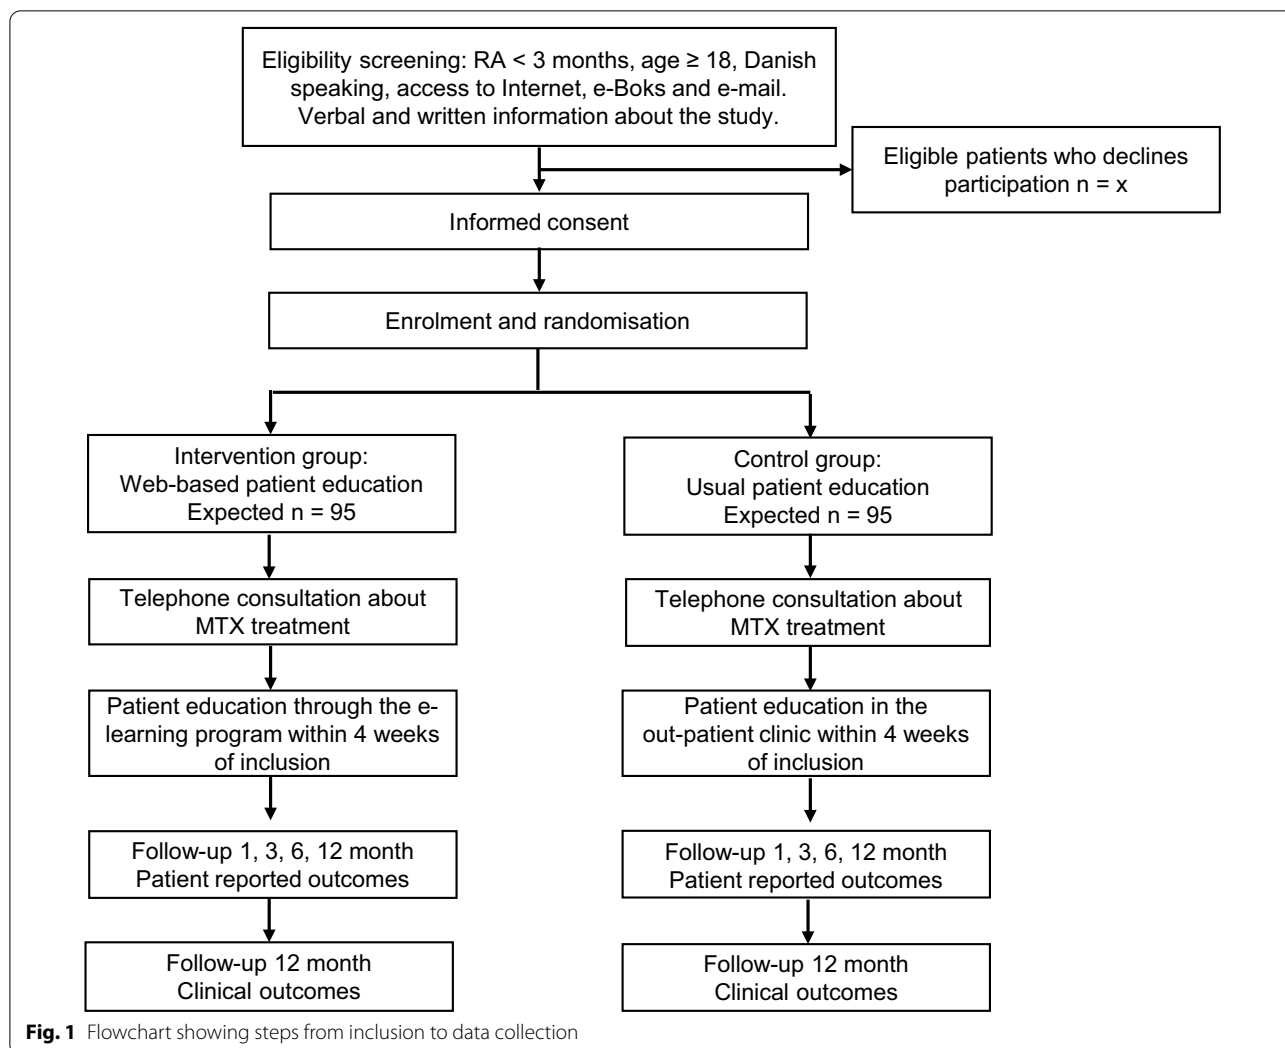 Eligibility screening: RA < 3 months, age ≥ 18, Danish
speaking, access to Internet, e-Boks and e-mail.
Verbal and written information about the study.
Eligible patients who declines
participation n = x
Informed consent
Enrolment and randomisation
Intervention group:
Web-based patient education
Expected n = 95
Control group:
Usual patient education
Expected n = 95
Telephone consultation about
MTX treatment
Telephone consultation about
MTX treatment
Patient education through the e-
learning program within 4 weeks
of inclusion
Patient education in the
out-patient clinic within 4 weeks
of inclusion
Follow-up 1, 3, 6, 12 month
Patient reported outcomes
Follow-up 1, 3, 6, 12 month
Patient reported outcomes
Follow-up 12 month
Clinical outcomes
Follow-up 12 month
Clinical outcomes
Fig. 1 Flowchart showing steps from inclusion to data collection